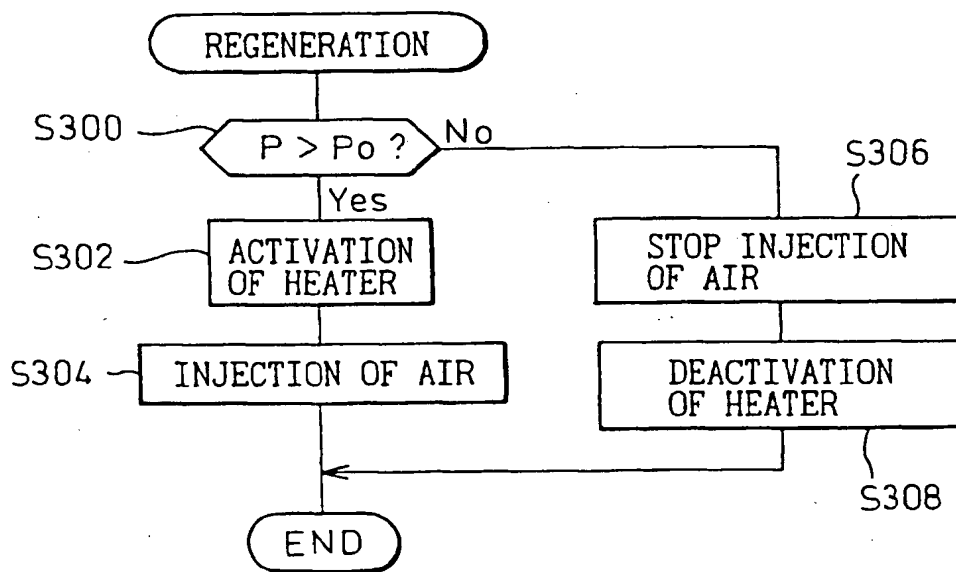 REGENERATION
S300
P > Po ?
No
Yes
S306
S302
ACTIVATION
OF HEATER
STOP INJECTION
OF AIR
S304
INJECTION OF AIR
DEACTIVATION
OF HEATER
S308
END